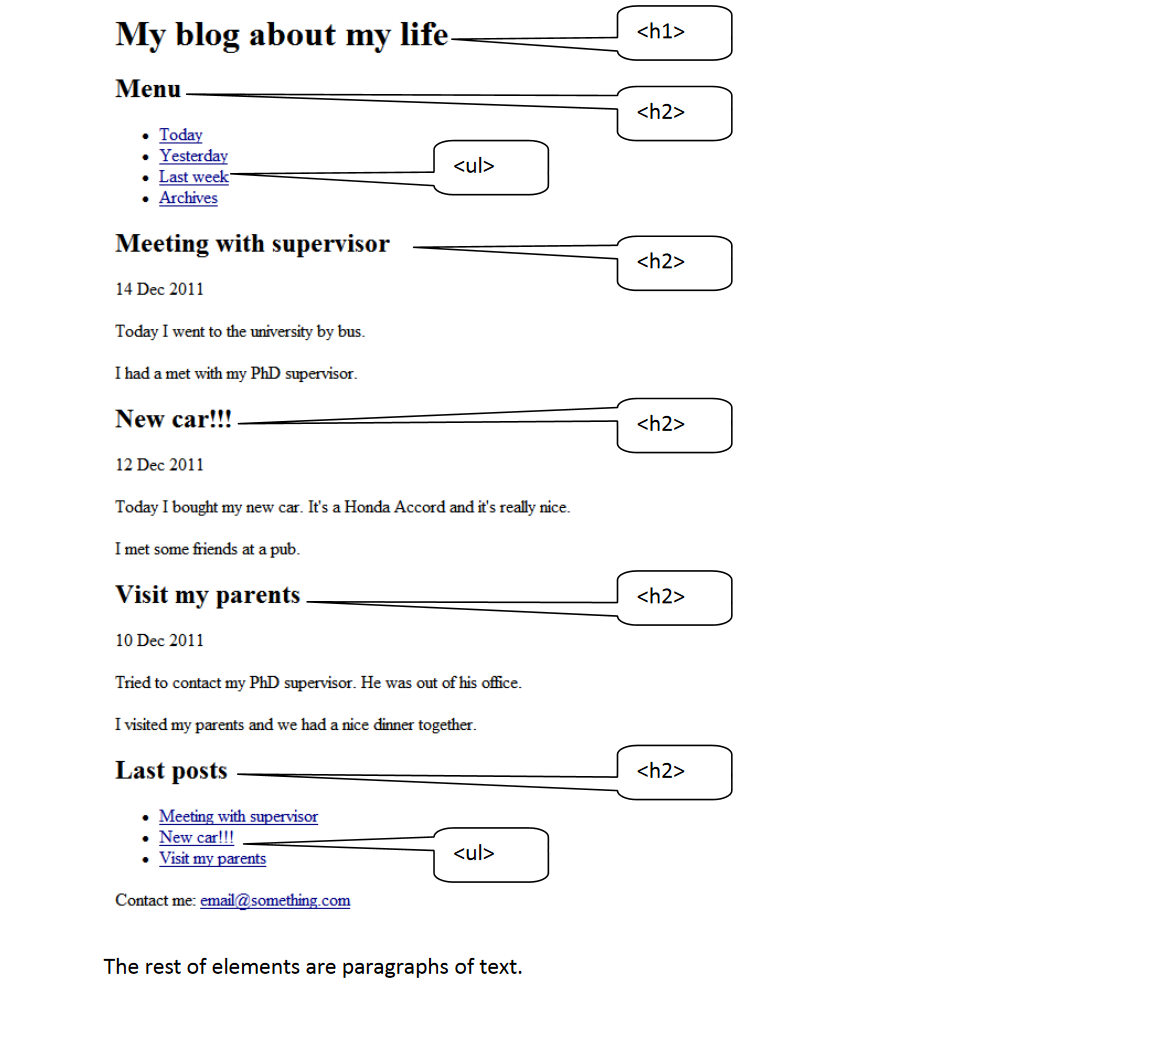 My blog about my life
<h1>
Menu
<h2>
Today
Yesterday
Last week
<ul>
Archives
Meeting with supervisor
<h2>
14 Dec 2011
Today I went to the university by bus.
I had a met with my PhD supervisor.
New car!!!
<h2>
12 Dec 2011
Today I bought my new car. It's a Honda Accord and it's really nice.
I met some friends at a pub.
Visit my parents
<h2>
10 Dec 2011
Tried to contact my PhD supervisor. He was out of his office.
I visited my parents and we had a nice dinner together.
Last posts
<h2>
Meeting with supervisor
New car!!!
<ul>
Visit my parents
Contact me: email@something.com
The rest of elements are paragraphs of text.